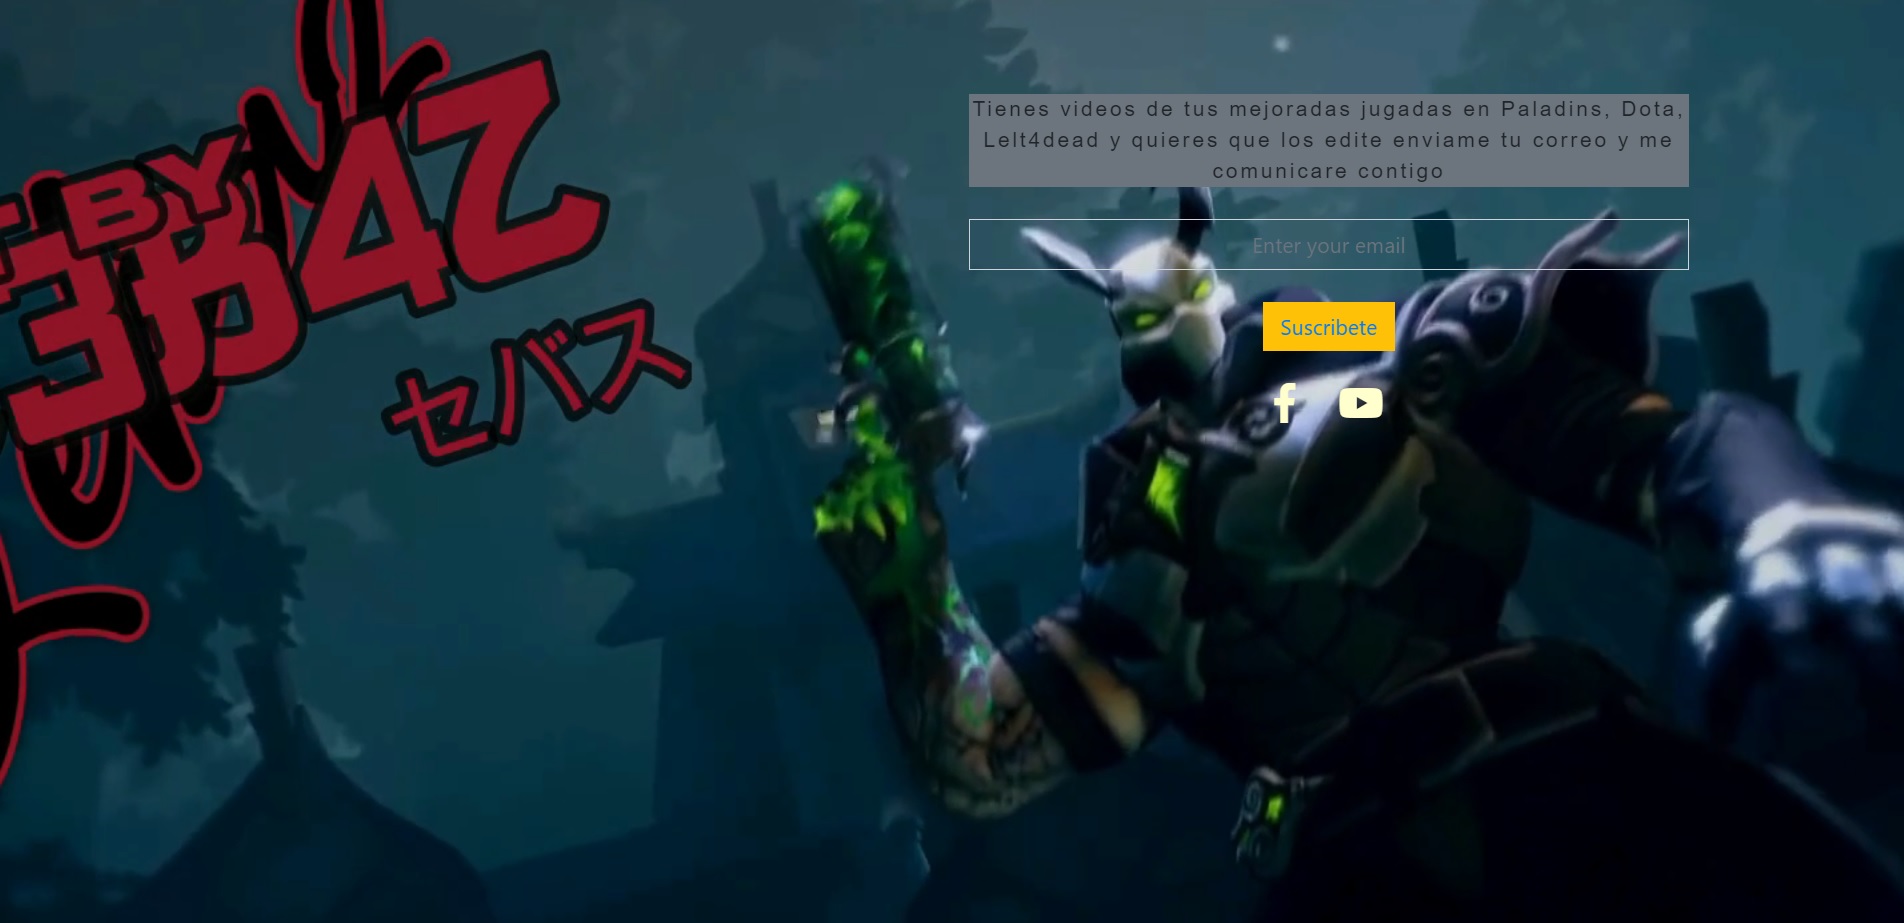 BY
セバス
Tienes videos de tus mejoradas jugadas en Paladins, Dota,
Lelt4dead y quieres que los edite enviame tu correo y me
comunicare contigo
Enter your email
Suscribete